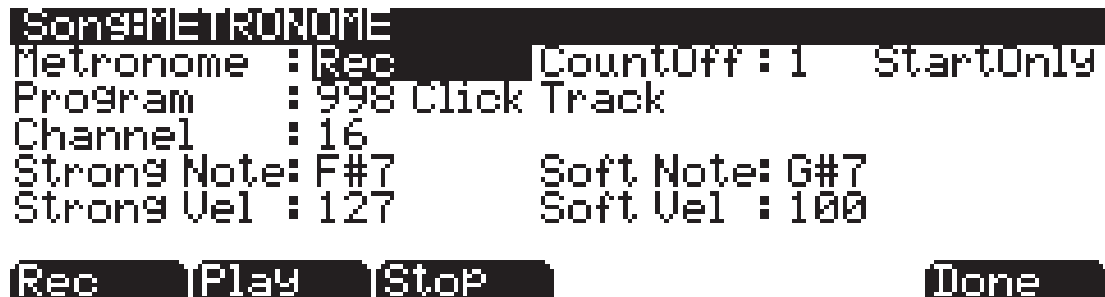 Song:METRONOME
Metronome :Rec CountOff:1 StartOnly
Program :998 Click Track
Channel :16
Strong Note:F#7 Soft Note:G#7
Strong Vel :127 Soft Vel :100
Rec Play Stop Done